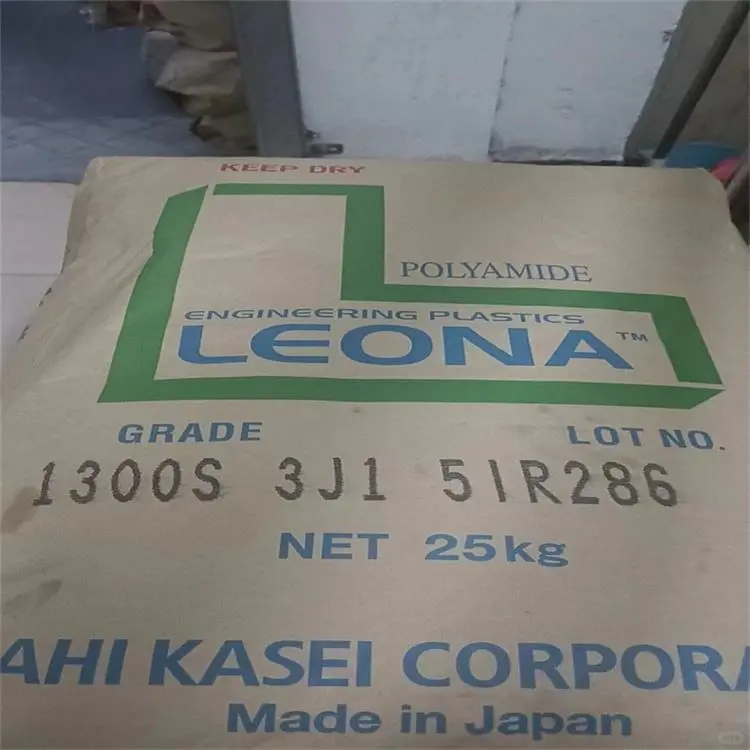 KEEP DRY
POLYAMIDE
ENGINEERING PLASTICS
LEONA™
GRADE LOT NO.
1300S 3J1 51R286
NET 25kg
AHI KASEI CORPORA
Made in Japan